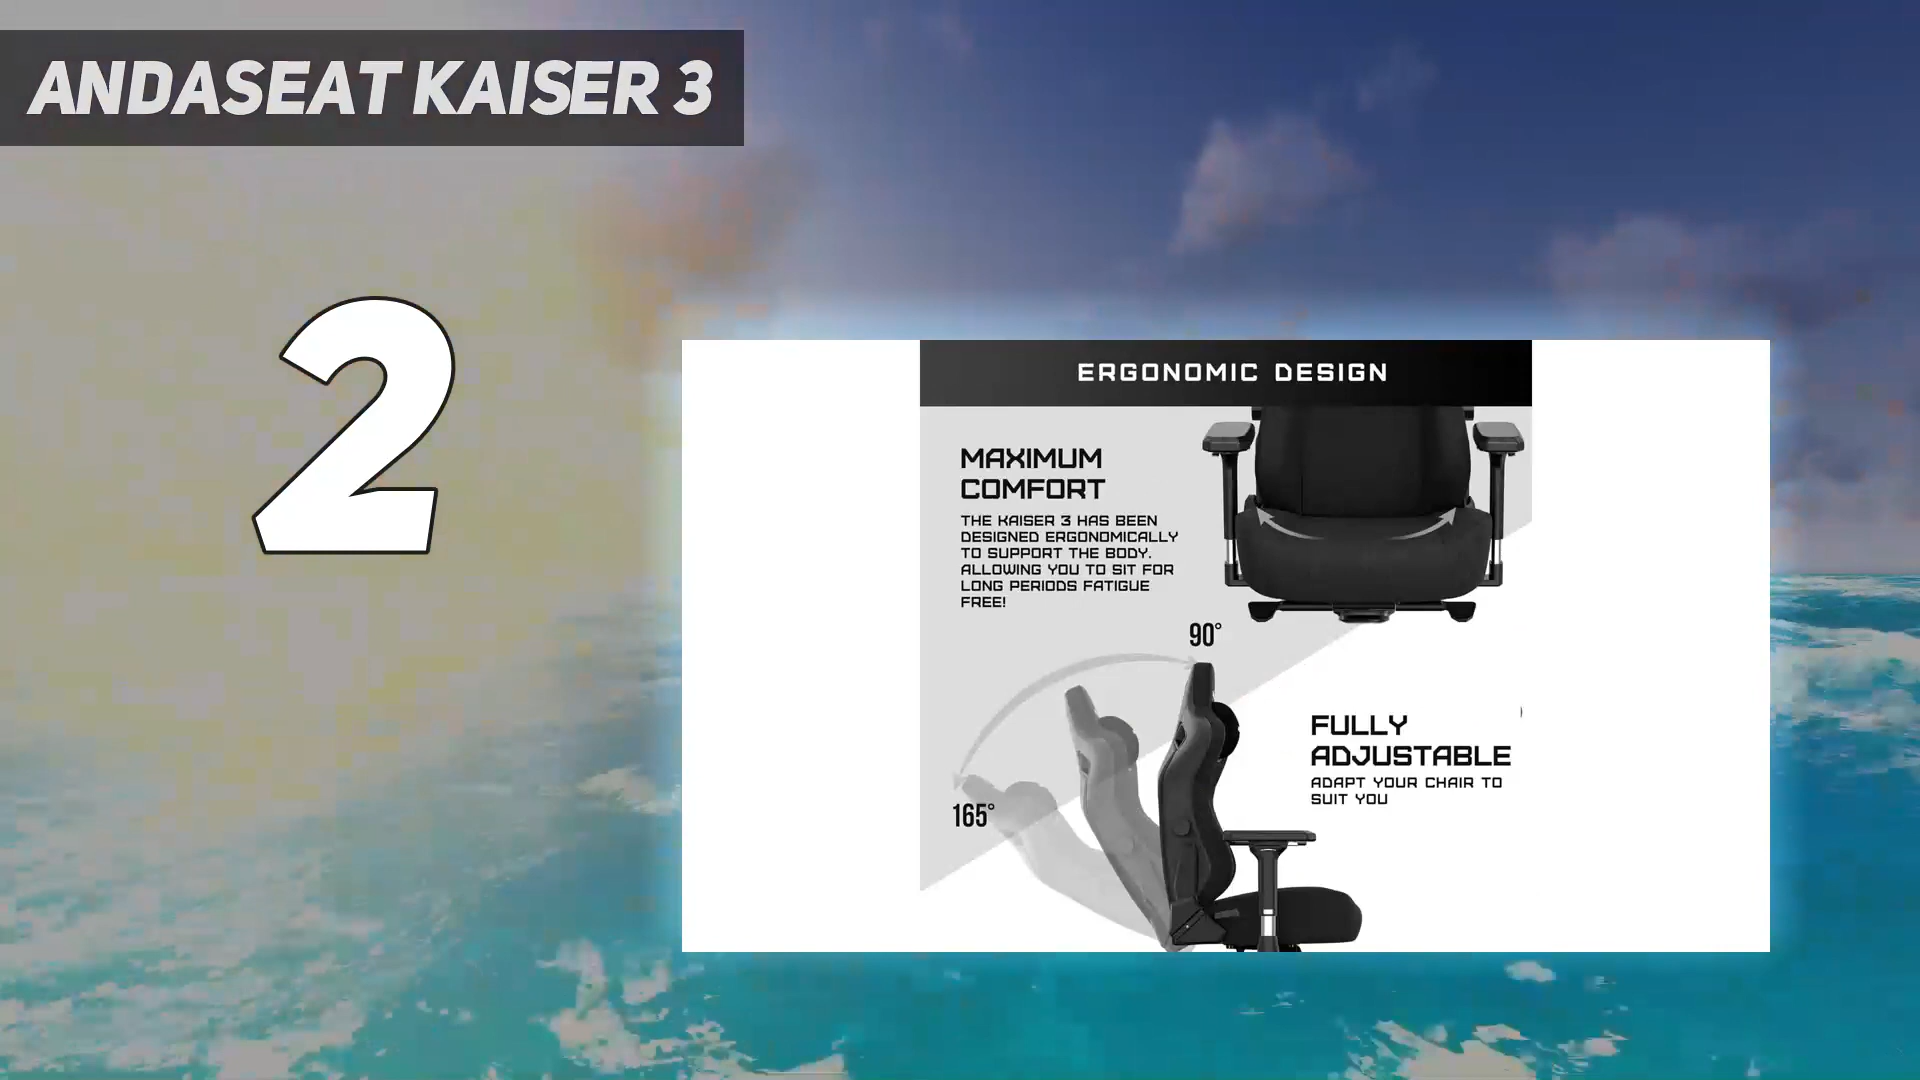 ANDASEAT KAISER 3
2
ERGONOMIC DESIGN
MAXIMUM
COMFORT
THE KAISER 3 HAS BEEN
DESIGNED ERGONOMICALLY
TO SUPPORT THE BODY.
ALLOWING YOU TO SIT FOR
LONG PERIODS FATIGUE
FREE!
90°
165°
FULLY
ADJUSTABLE
ADAPT YOUR CHAIR TO
SUIT YOU